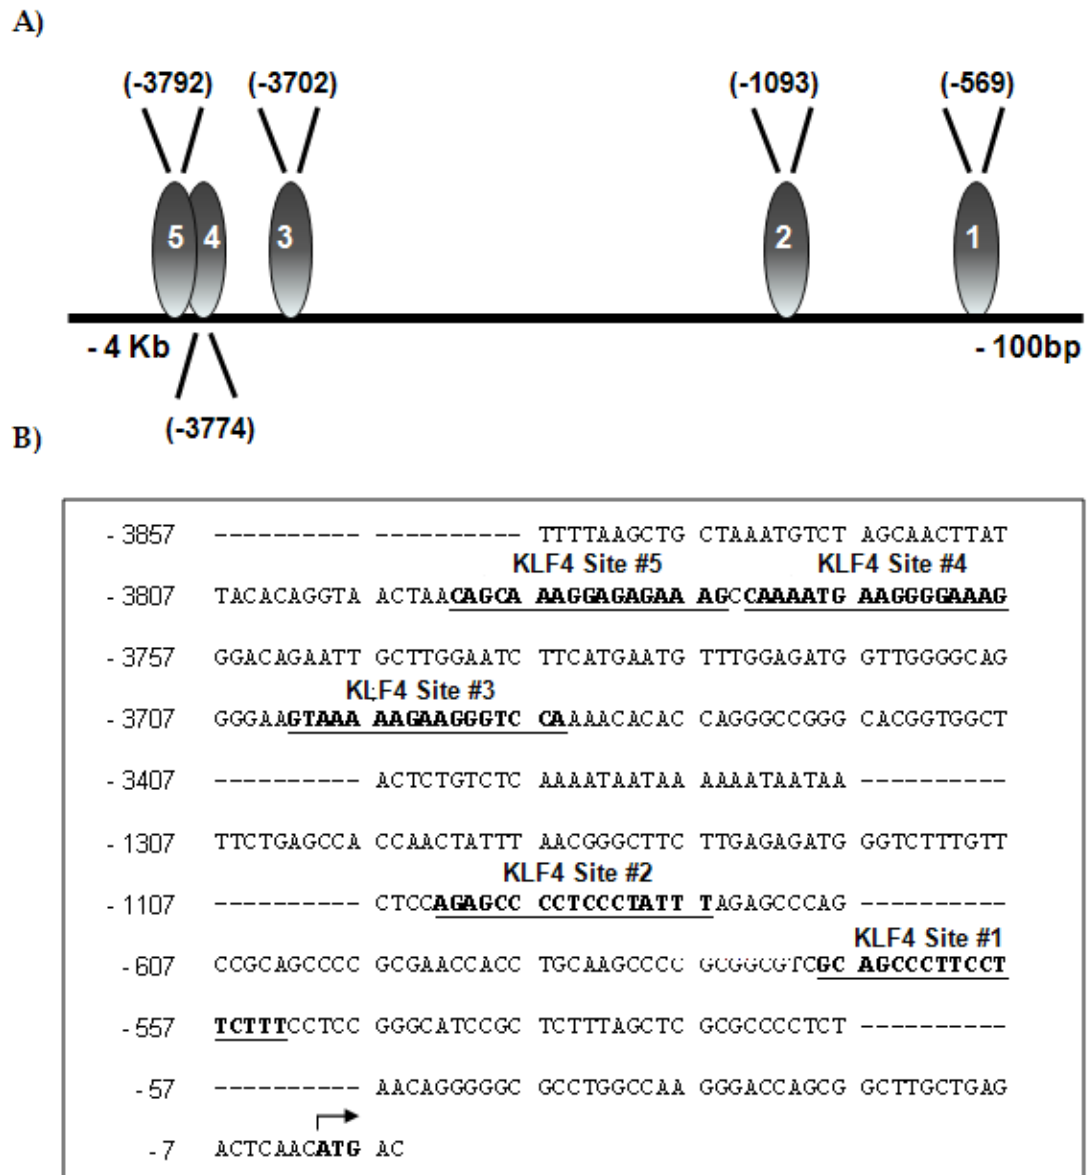 A)
(-3792) (-3702) (-1093) (-569)
5 4 3 2 1
- 4 Kb - 100bp
(-3774)
B)
- 3857 ---------- ---------- TTTTAAGCTG CTAAATGTCT AGCAACTTAT
KLF4 Site #5 KLF4 Site #4
- 3807 TACACAGGTA ACTAACAGCA AAGGAGAGAA AGCCAAAATG AAGGGGAAAG
- 3757 GGACAGAATT GCTTGGAATC TTCATGAATG TTTGGAGATG GTTGGGGCAG
KLF4 Site #3
- 3707 GGGAAGTAAA AAGAAGGGTC CAAAACACAC CAGGGCCGGG CACGGTGGCT
- 3407 ---------- ACTCTGTCTC AAAATAATAA AAAATAATAA ----------
- 1307 TTCTGAGCCA CCAACTATTT AACGGGCTTC TTGAGAGATG GGTCTTTGTT
KLF4 Site #2
- 1107 ---------- CTCCAGAGCC CCTCCCTATT TAGAGCCCAG ----------
KLF4 Site #1
- 607 CCGCAGCCCC GCGAACCACC TGCAAGCCCC GCGGCGTCGC AGCCCTTCCT
- 557 TCTTTCCTCC GGGCATCCGC TCTTTAGCTC GCGCCCCTCT ----------
- 57 ---------- AACAGGGGGC GCCTGGCCAA GGGACCAGCG GCTTGCTGAG
- 7 ACTCAACATG AC